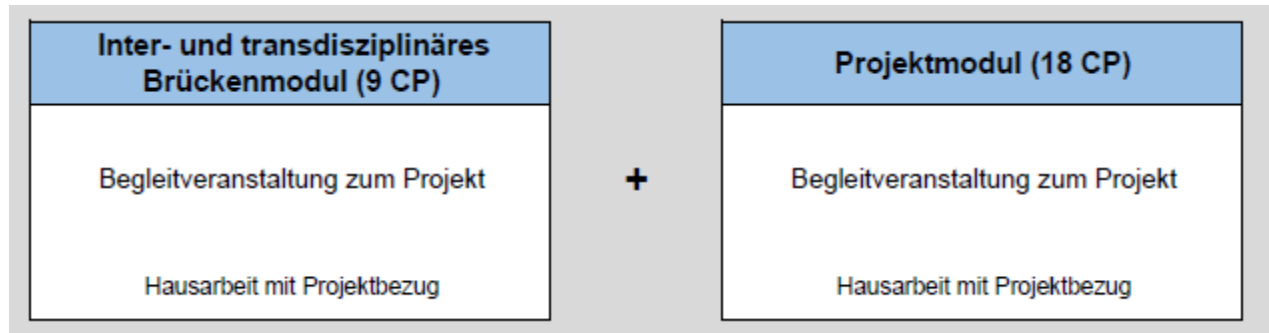 Inter- und transdisziplinäres
Brückenmodul (9 CP)
Begleitveranstaltung zum Projekt
Hausarbeit mit Projektbezug
+
Projektmodul (18 CP)
Begleitveranstaltung zum Projekt
Hausarbeit mit Projektbezug